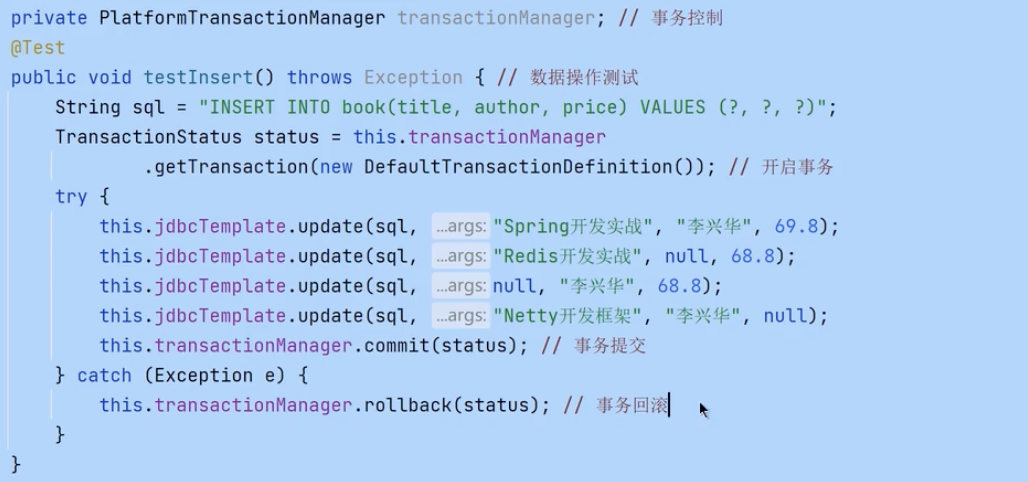 private PlatformTransactionManager transactionManager; // 事务控制
@Test
public void testInsert() throws Exception { // 数据操作测试
    String sql = "INSERT INTO book(title, author, price) VALUES (?, ?, ?)";
    TransactionStatus status = this.transactionManager
            .getTransaction(new DefaultTransactionDefinition()); // 开启事务
    try {
        this.jdbcTemplate.update(sql, ...args: "Spring开发实战", "李兴华", 69.8);
        this.jdbcTemplate.update(sql, ...args: "Redis开发实战", null, 68.8);
        this.jdbcTemplate.update(sql, ...args: null, "李兴华", 68.8);
        this.jdbcTemplate.update(sql, ...args: "Netty开发框架", "李兴华", null);
        this.transactionManager.commit(status); // 事务提交
    } catch (Exception e) {
        this.transactionManager.rollback(status); // 事务回滚
    }
}